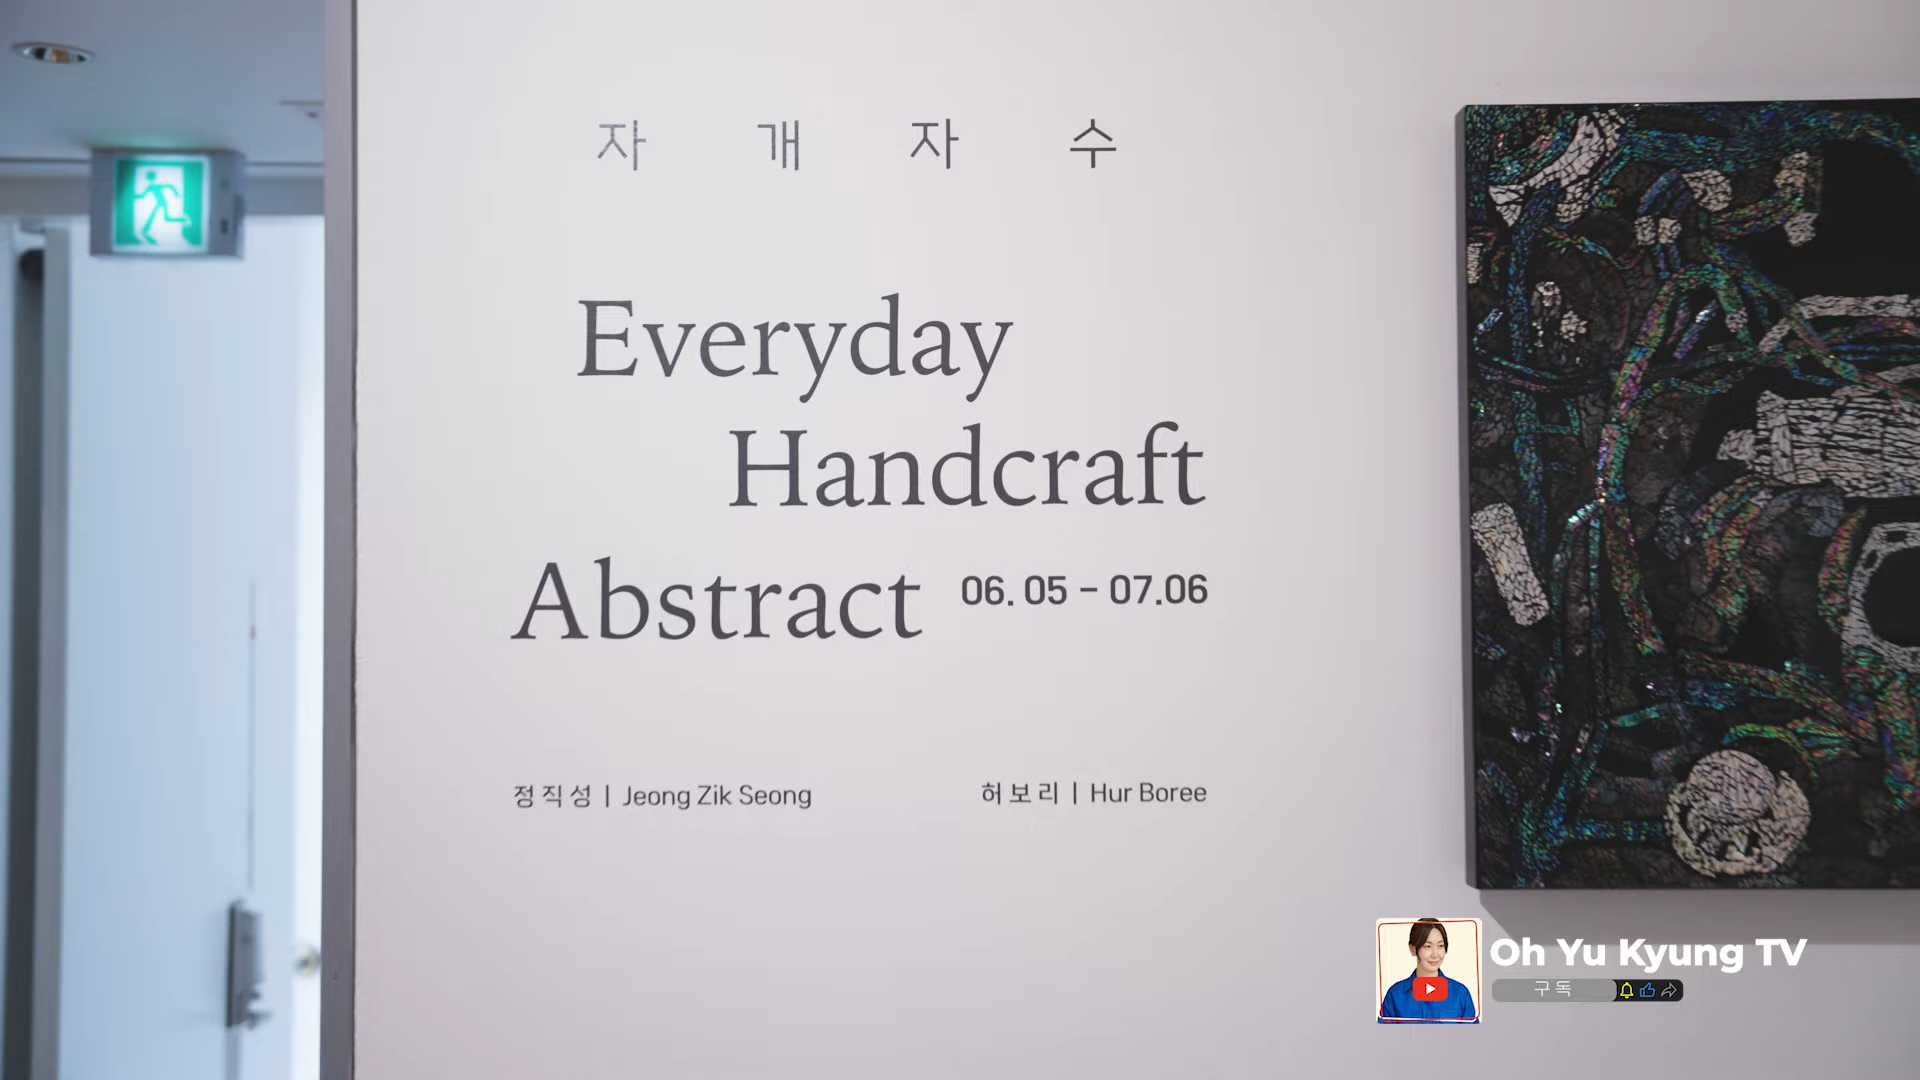 자 개 자 수
Everyday
Handcraft
Abstract 06.05 - 07.06
정직성 | Jeong Zik Seong
허보리 | Hur Boree
Oh Yu Kyung TV
구독